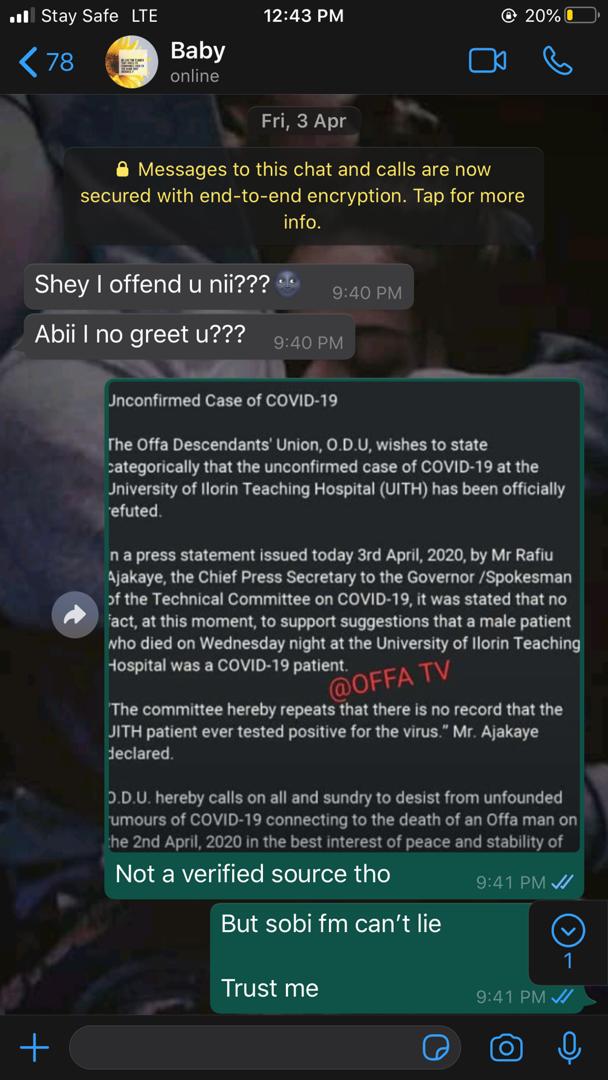 Stay Safe LTE 12:43 PM 20%
78 Baby
online
Fri, 3 Apr
Messages to this chat and calls are now
secured with end-to-end encryption. Tap for more
info.
Shey I offend u nii??? 🌚 9:40 PM
Abii I no greet u??? 9:40 PM
Unconfirmed Case of COVID-19
The Offa Descendants' Union, O.D.U, wishes to state
categorically that the unconfirmed case of COVID-19 at the
University of Ilorin Teaching Hospital (UITH) has been officially
refuted.
In a press statement issued today 3rd April, 2020, by Mr Rafiu
Ajakaye, the Chief Press Secretary to the Governor /Spokesman
of the Technical Committee on COVID-19, it was stated that no
fact, at this moment, to support suggestions that a male patient
who died on Wednesday night at the University of Ilorin Teaching
Hospital was a COVID-19 patient.
@OFFA TV
"The committee hereby repeats that there is no record that the
UITH patient ever tested positive for the virus." Mr. Ajakaye
declared.
O.D.U. hereby calls on all and sundry to desist from unfounded
rumours of COVID-19 connecting to the death of an Offa man on
the 2nd April, 2020 in the best interest of peace and stability of
Not a verified source tho 9:41 PM
But sobi fm can't lie
1
Trust me 9:41 PM